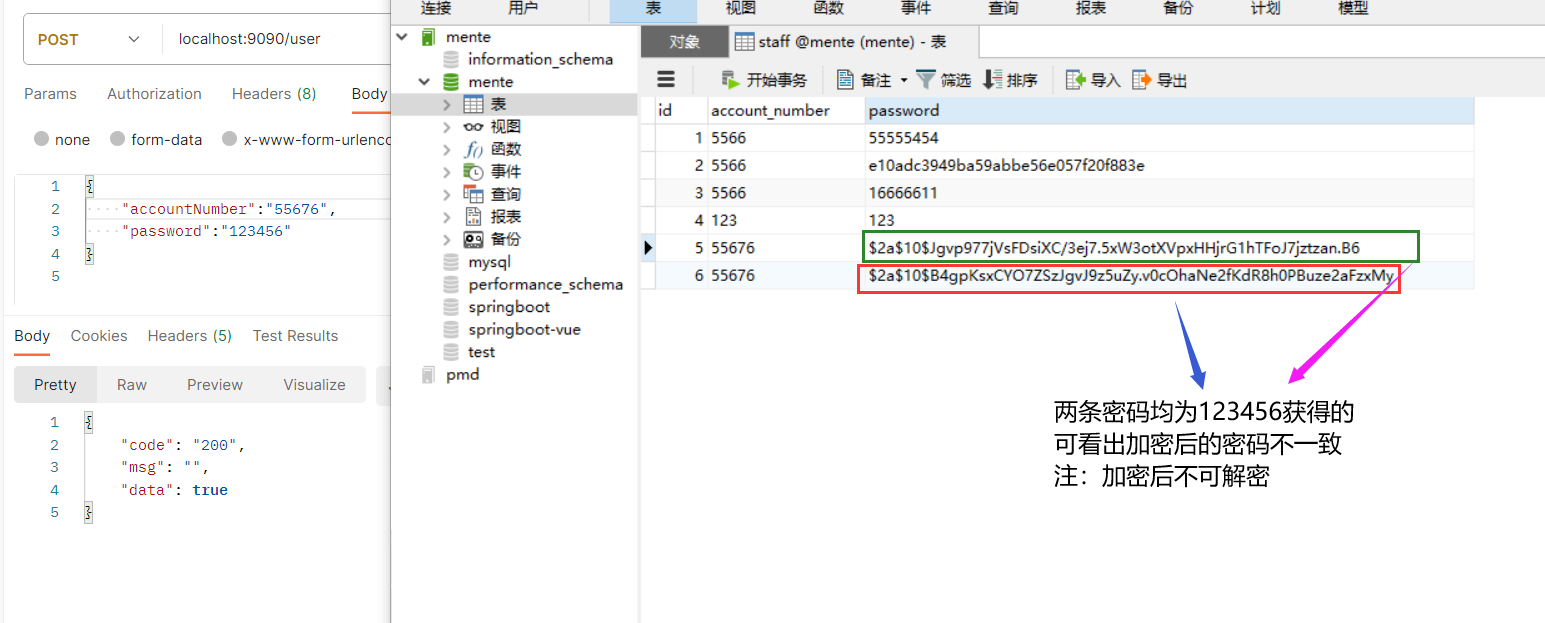 POST
localhost:9090/user
Params
Authorization
Headers (8)
Body
none
form-data
x-www-form-urlenco
1 {
2 "accountNumber":"55676",
3 "password":"123456"
4 }
5
Body
Cookies
Headers (5)
Test Results
Pretty
Raw
Preview
Visualize
1 {
2 "code": "200",
3 "msg": "",
4 "data": true
5 }
连接
用户
表
视图
函数
事件
查询
报表
备份
计划
模型
mente
information_schema
mente
表
视图
函数
事件
查询
报表
备份
mysql
performance_schema
springboot
springboot-vue
test
pmd
对象
staff @mente (mente) - 表
开始事务
备注
筛选
排序
导入
导出
id account_number password
1 5566 55555454
2 5566 e10adc3949ba59abbe56e057f20f883e
3 5566 16666611
4 123 123
5 55676 $2a$10$Jgvp977jVsFDsiXC/3ej7.5xW3otXVpxHHjrG1hTFoJ7jztzan.B6
6 55676 $2a$10$B4gpKsxCYO7ZSzJgvJ9z5uZy.v0cOhaNe2fKdR8h0PBuze2aFzxMy
两条密码均为123456获得的
可看出加密后的密码不一致
注：加密后不可解密